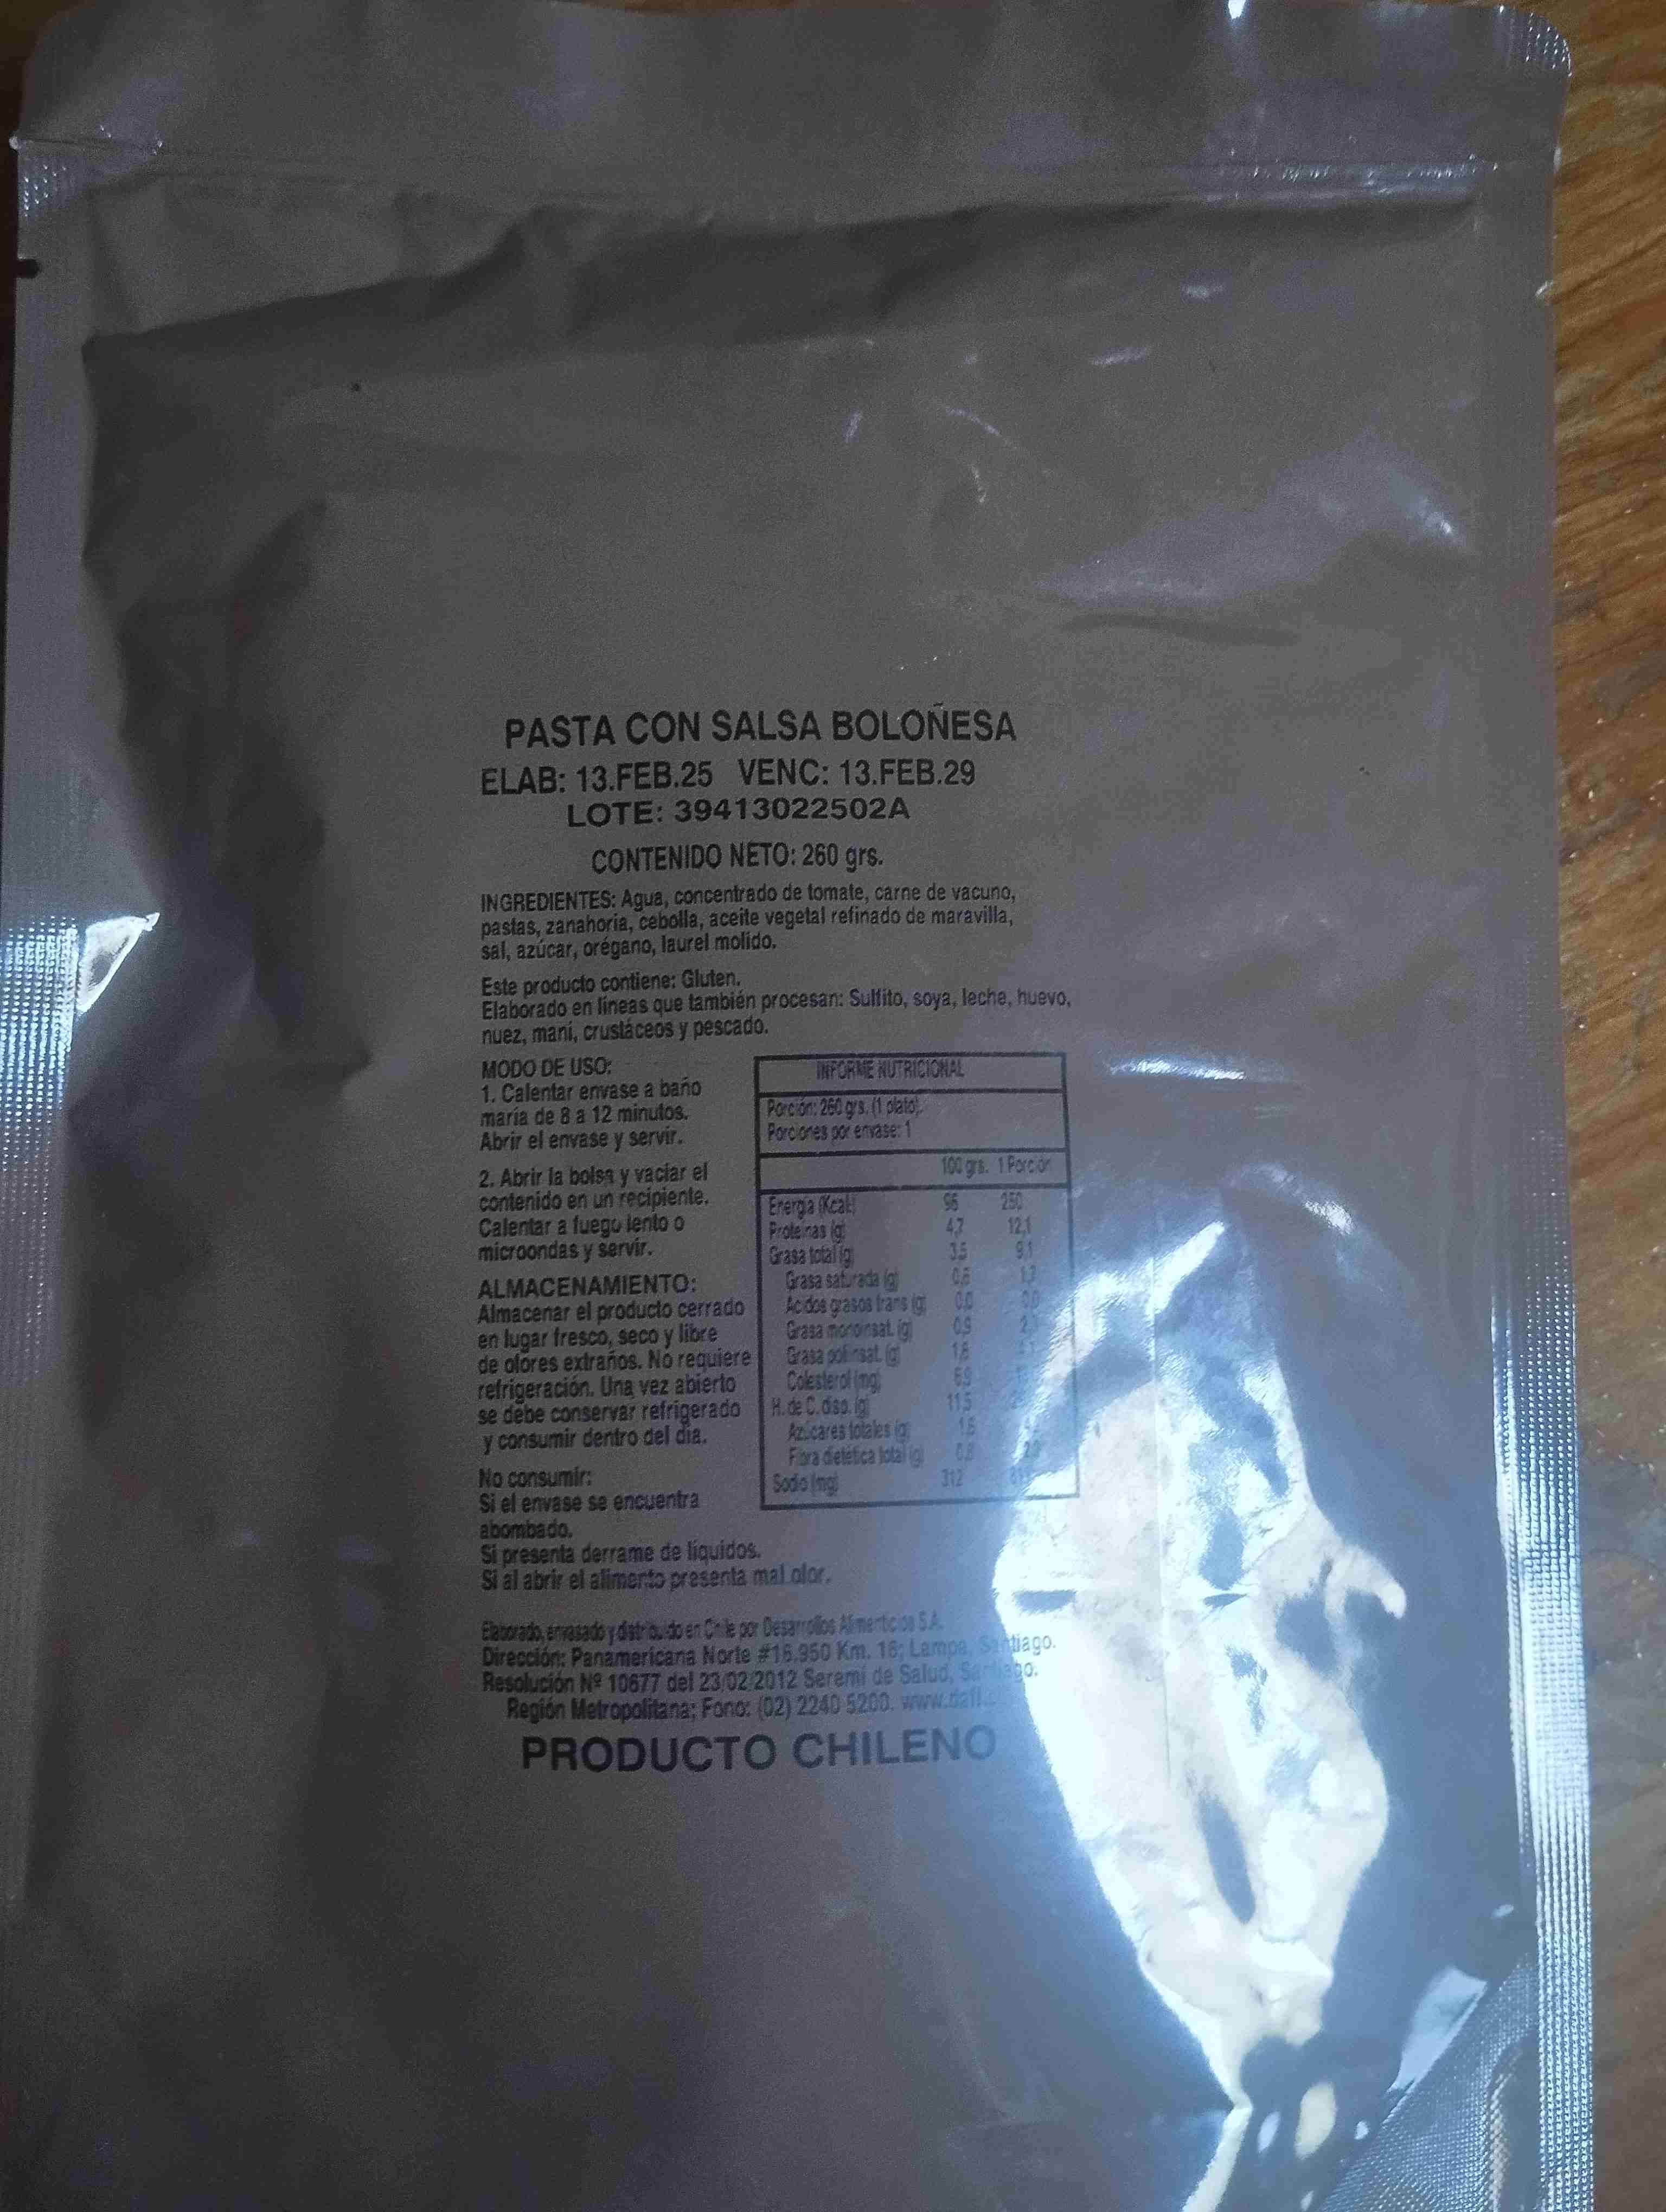 PASTA CON SALSA BOLOÑESA
ELAB: 13.FEB.25 VENC: 13.FEB.29
LOTE: 39413022502A
CONTENIDO NETO: 260 grs.
INGREDIENTES: Agua, concentrado de tomate, carne de vacuno,
pastas, zanahoria, cebolla, aceite vegetal refinado de maravilla,
sal, azúcar, orégano, laurel molido.
Este producto contiene: Gluten.
Elaborado en líneas que también procesan: Sulfito, soya, leche, huevo,
nuez, maní, crustáceos y pescado.
MODO DE USO:
1. Calentar envase a baño
maría de 8 a 12 minutos.
Abrir el envase y servir.
2. Abrir la bolsa y vaciar el
contenido en un recipiente.
Calentar a fuego lento o
microondas y servir.
ALMACENAMIENTO:
Almacenar el producto cerrado
en lugar fresco, seco y libre
de olores extraños. No requiere
refrigeración. Una vez abierto
se debe conservar refrigerado
y consumir dentro del día.
No consumir:
Si el envase se encuentra
abombado.
Si presenta derrame de líquidos.
Si al abrir el alimento presenta mal olor.
INFORME NUTRICIONAL
Porción: 260 grs. (1 plato).
Porciones por envase: 1
100 grs. 1 Porción
Energía (Kcal) 96 250
Proteínas (g) 4,7 12,1
Grasa total (g) 3,5 9,1
Grasa saturada (g)
Acidos grasos trans (g) 0,0
Grasa monoinsat. (g) 0,9
Grasa poliinsat. (g) 1,6
Colesterol (mg) 6,9
H. de C. disp. (g) 11,5
Azúcares totales (g)
Fibra dietética total (g) 0,8
Sodio (mg) 312
Elaborado, envasado y distribuido en Chile por Desarrollos Alimenticios S.A.
Dirección: Panamericana Norte #16.950 Km. 18; Lampa, Santiago.
Resolución Nº 10677 del 23/02/2012 Seremi de Salud, Santiago.
Región Metropolitana; Fono: (02) 2240 5200.
PRODUCTO CHILENO